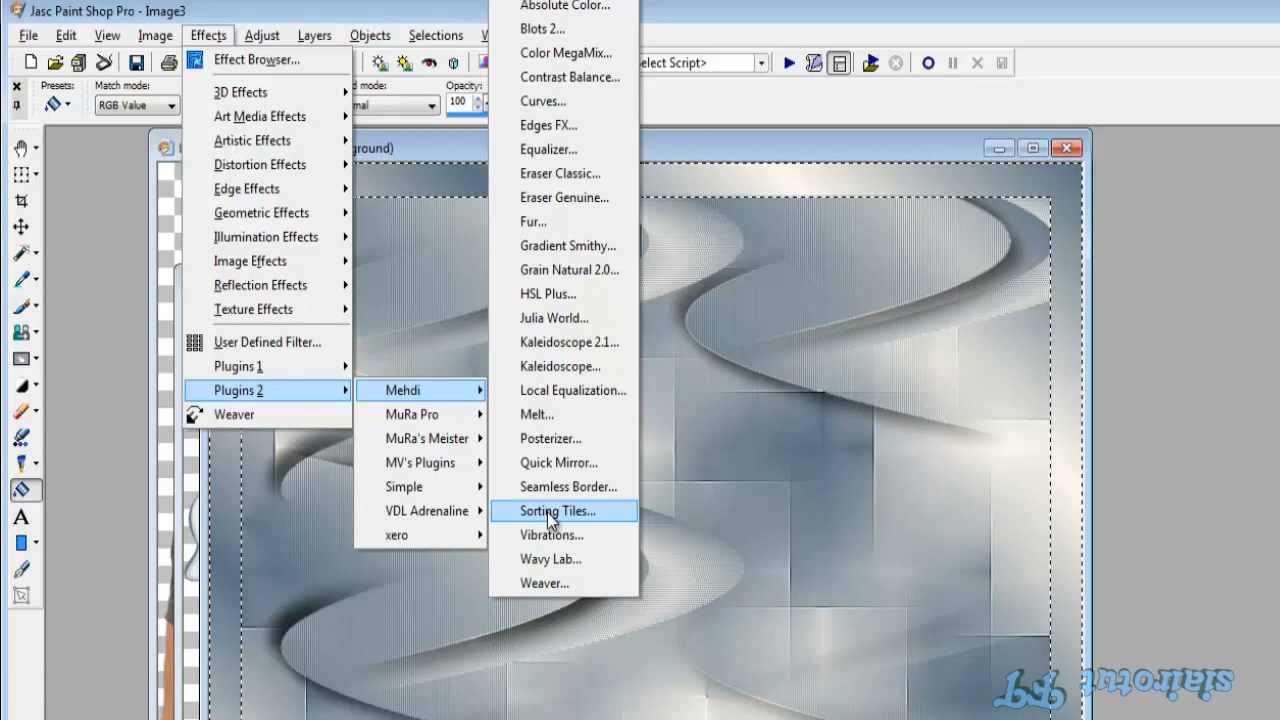 Jasc Paint Shop Pro - Image3
File Edit View Image Effects Adjust Layers Objects Selections W
Presets:
Match mode:
RGB Value
d mode:
mal
Opacity:
100
elect Script>
round)
Effect Browser...
3D Effects
Art Media Effects
Artistic Effects
Distortion Effects
Edge Effects
Geometric Effects
Illumination Effects
Image Effects
Reflection Effects
Texture Effects
User Defined Filter...
Plugins 1
Plugins 2
Weaver
Mehdi
MuRa Pro
MuRa's Meister
MV's Plugins
Simple
VDL Adrenaline
xero
Absolute Color...
Blots 2...
Color MegaMix...
Contrast Balance...
Curves...
Edges FX...
Equalizer...
Eraser Classic...
Eraser Genuine...
Fur...
Gradient Smithy...
Grain Natural 2.0...
HSL Plus...
Julia World...
Kaleidoscope 2.1...
Kaleidoscope...
Local Equalization...
Melt...
Posterizer...
Quick Mirror...
Seamless Border...
Sorting Tiles...
Vibrations...
Wavy Lab...
Weaver...